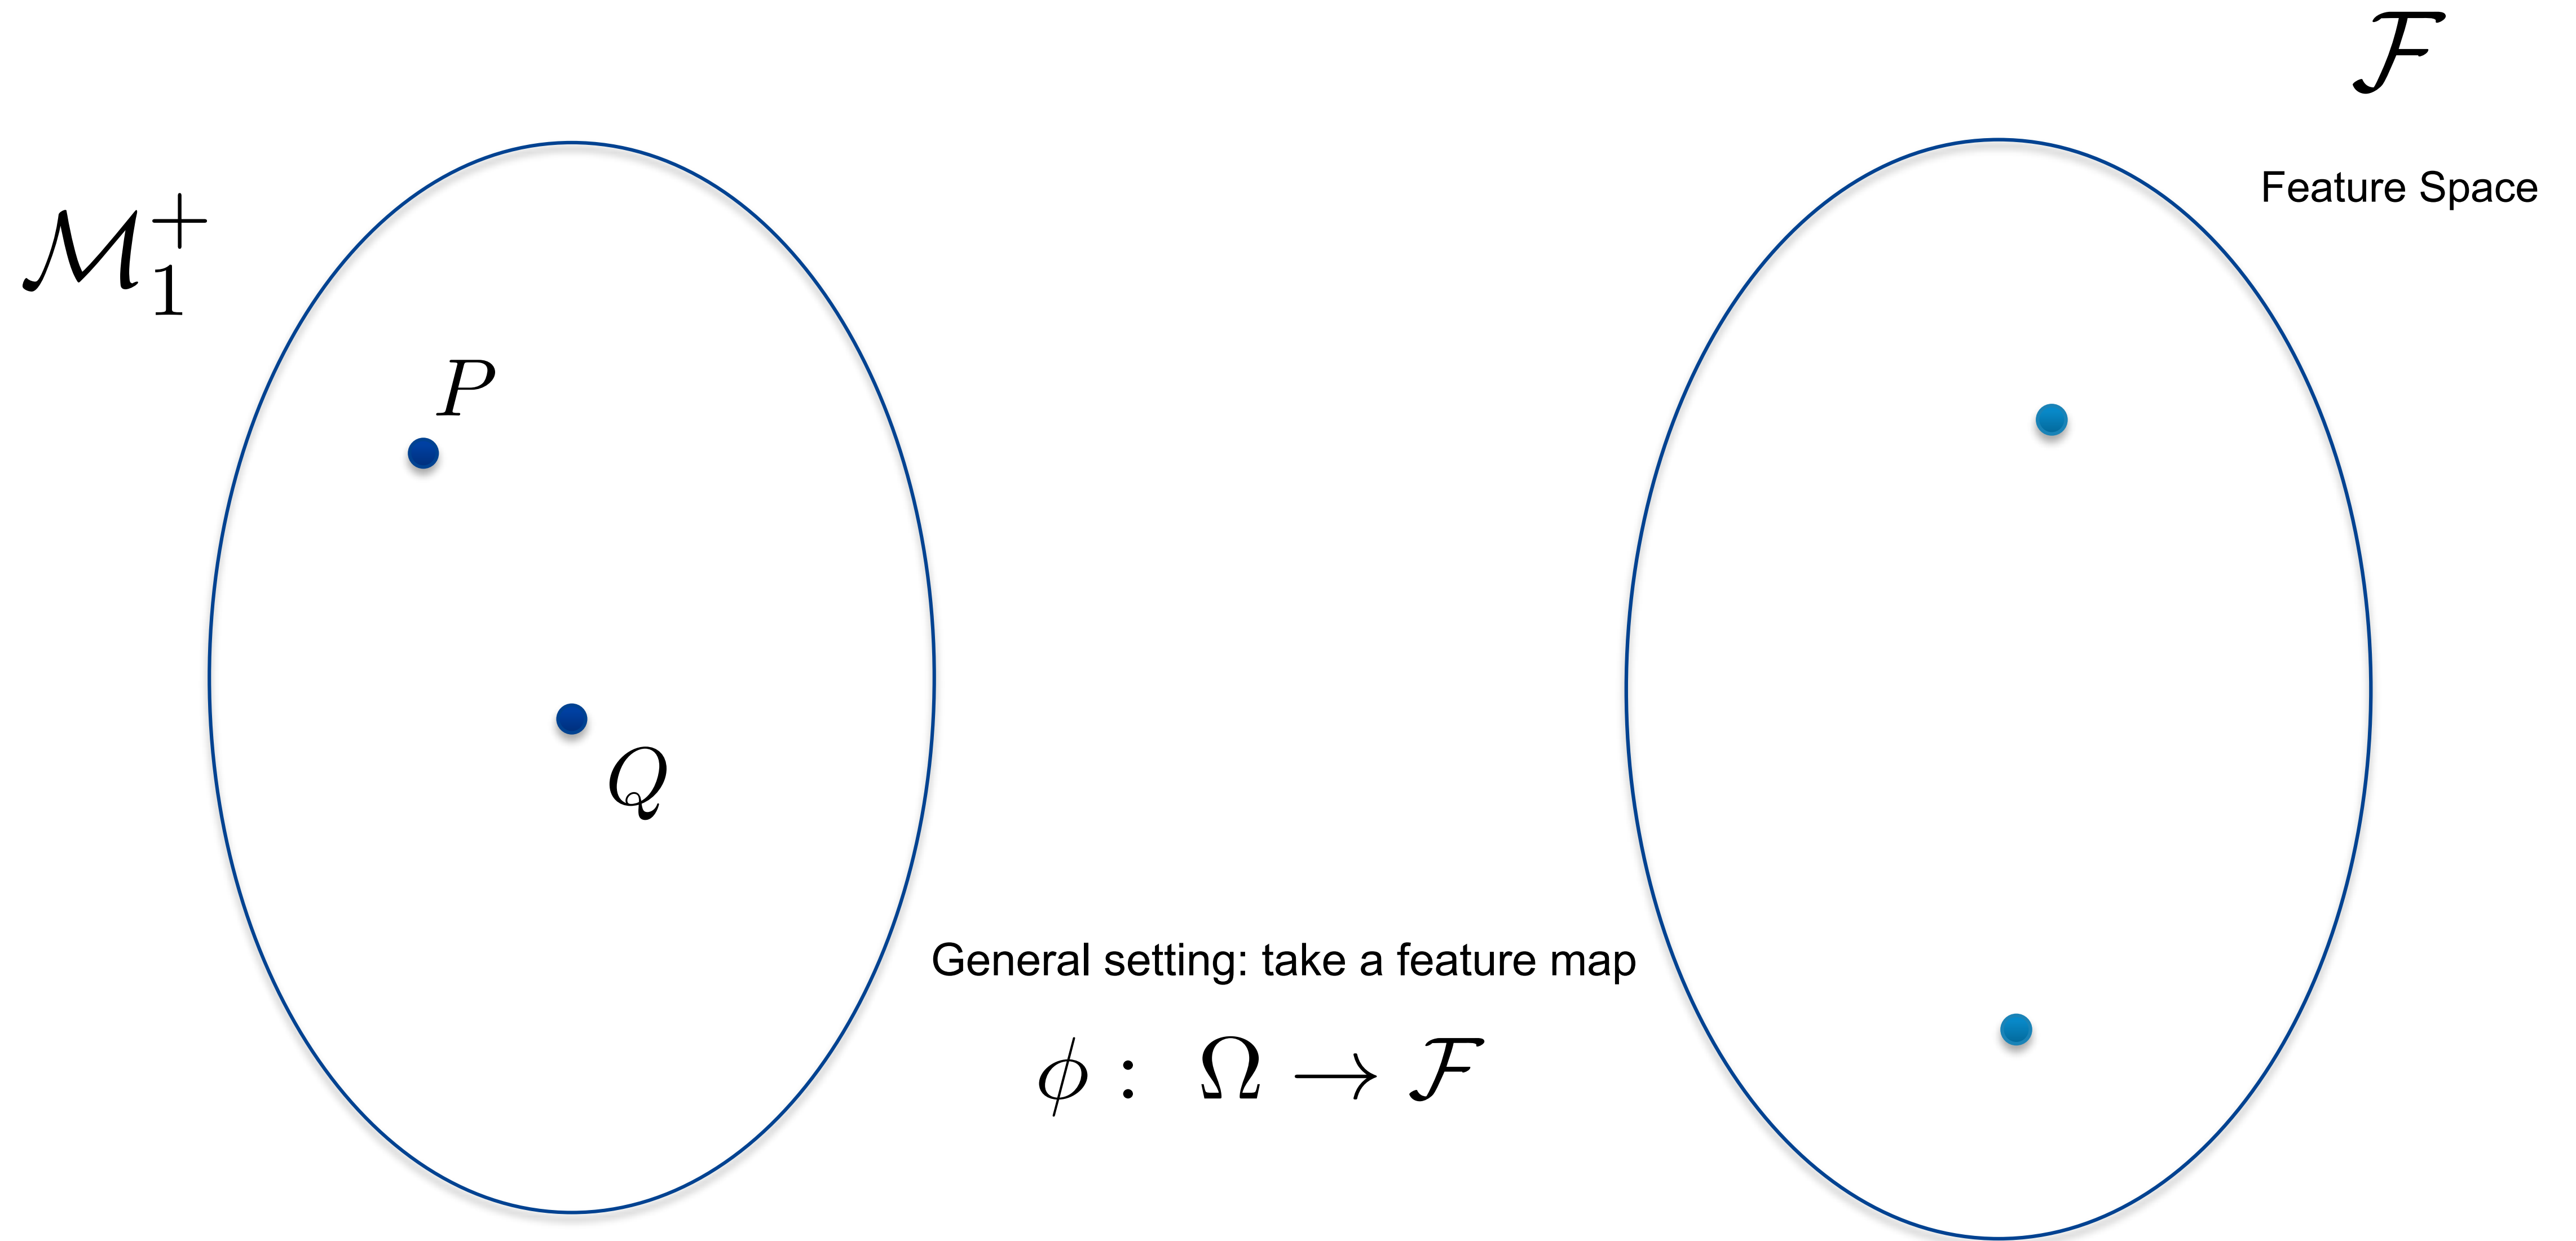 ℱ
Feature Space
ℳ₁⁺
P
Q
General setting: take a feature map
ϕ : Ω → ℱ